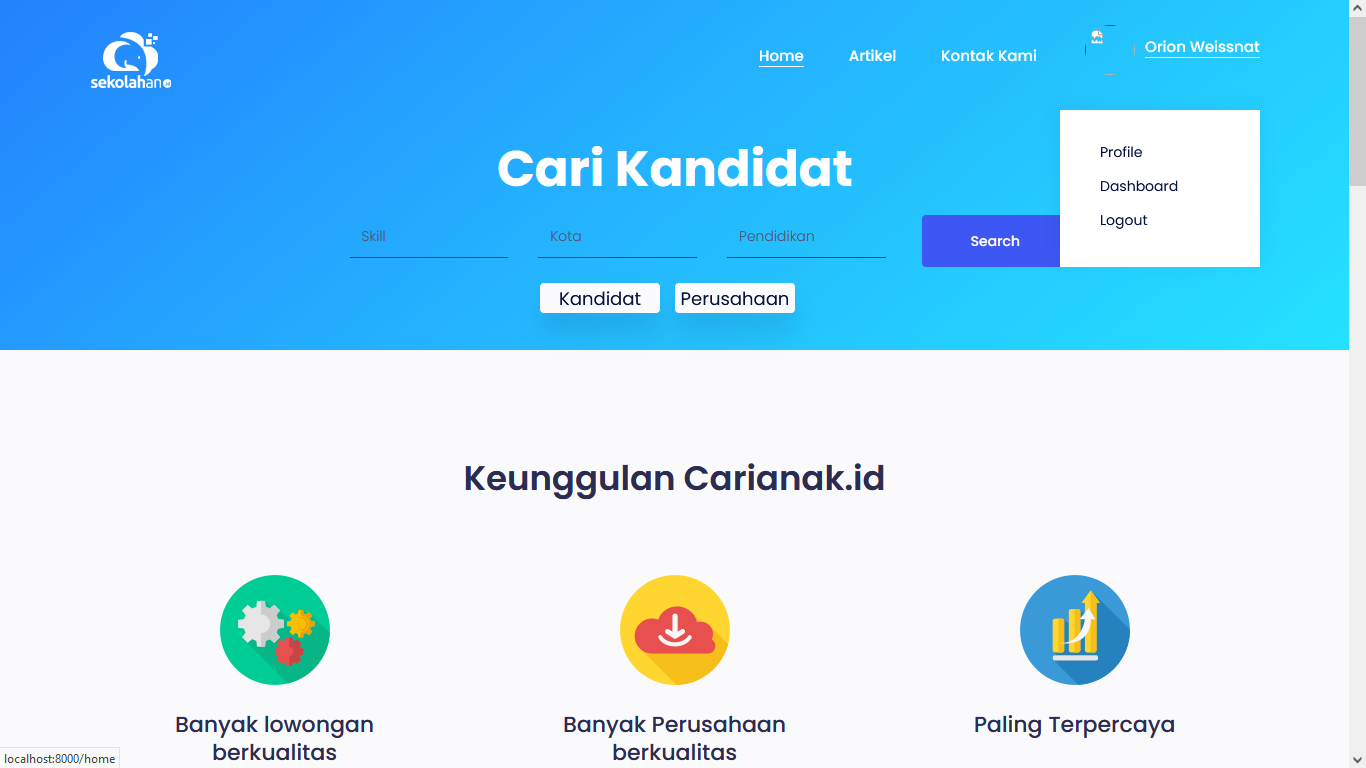 sekolahan
Home
Artikel
Kontak Kami
Orion Weissnat
Profile
Dashboard
Logout
Cari Kandidat
Skill
Kota
Pendidikan
Search
Kandidat
Perusahaan
Keunggulan Carianak.id
Banyak lowongan
berkualitas
Banyak Perusahaan
berkualitas
Paling Terpercaya
localhost:8000/home